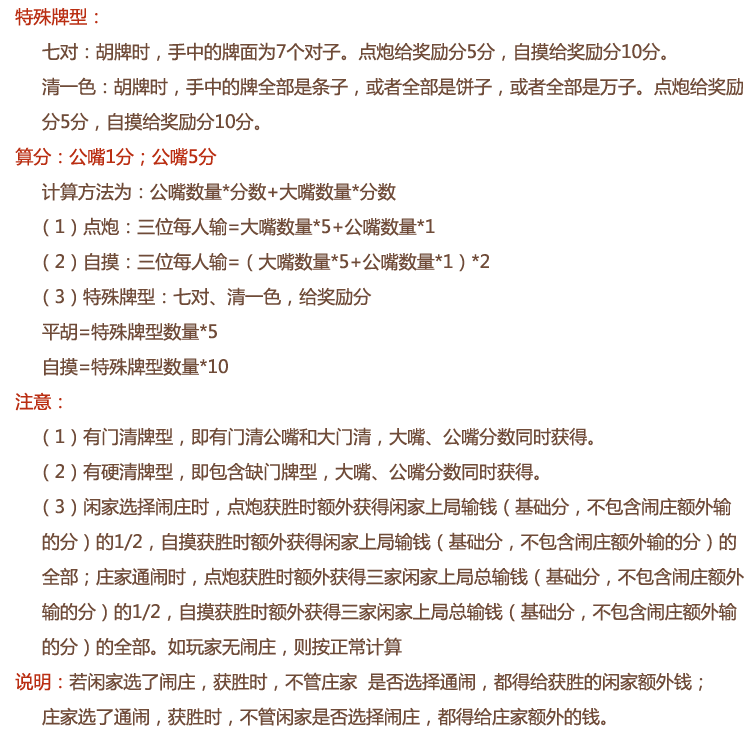 特殊牌型：
七对：胡牌时，手中的牌面为7个对子。点炮给奖励分5分，自摸给奖励分10分。
清一色：胡牌时，手中的牌全部是条子，或者全部是饼子，或者全部是万子。点炮给奖励
分5分，自摸给奖励分10分。
算分：公嘴1分；公嘴5分
计算方法为：公嘴数量*分数+大嘴数量*分数
（1）点炮：三位每人输=大嘴数量*5+公嘴数量*1
（2）自摸：三位每人输=（大嘴数量*5+公嘴数量*1）*2
（3）特殊牌型：七对、清一色，给奖励分
平胡=特殊牌型数量*5
自摸=特殊牌型数量*10
注意：
（1）有门清牌型，即有门清公嘴和大门清，大嘴、公嘴分数同时获得。
（2）有硬清牌型，即包含缺门牌型，大嘴、公嘴分数同时获得。
（3）闲家选择闹庄时，点炮获胜时额外获得闲家上局输钱（基础分，不包含闹庄额外输
的分）的1/2，自摸获胜时额外获得闲家上局输钱（基础分，不包含闹庄额外输的分）的
全部；庄家通闹时，点炮获胜时额外获得三家闲家上局总输钱（基础分，不包含闹庄额外
输的分）的1/2，自摸获胜时额外获得三家闲家上局总输钱（基础分，不包含闹庄额外输
的分）的全部。如玩家无闹庄，则按正常计算
说明：若闲家选了闹庄，获胜时，不管庄家 是否选择通闹，都得给获胜的闲家额外钱；
庄家选了通闹，获胜时，不管闲家是否选择闹庄，都得给庄家额外的钱。